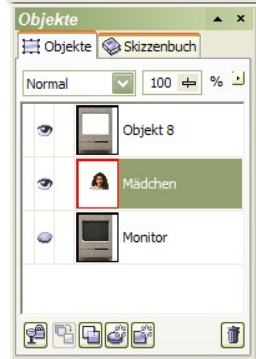 Objekte
Objekte Skizzenbuch
Normal 100 %
Objekt 8
Mädchen
Monitor